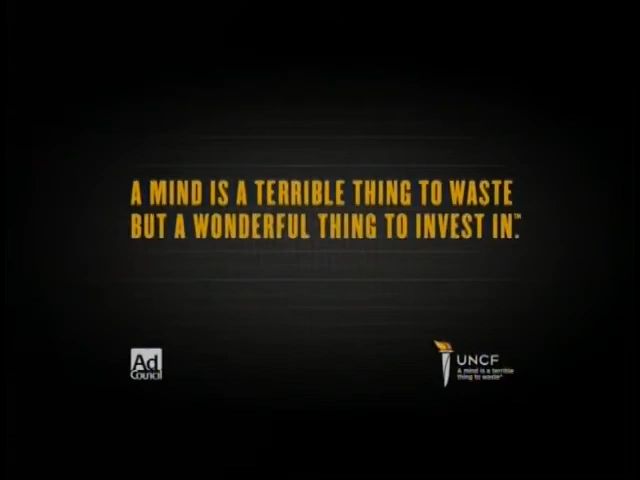 A MIND IS A TERRIBLE THING TO WASTE
BUT A WONDERFUL THING TO INVEST IN.™
Ad
COUNCIL
UNCF
A mind is a terrible
thing to waste®